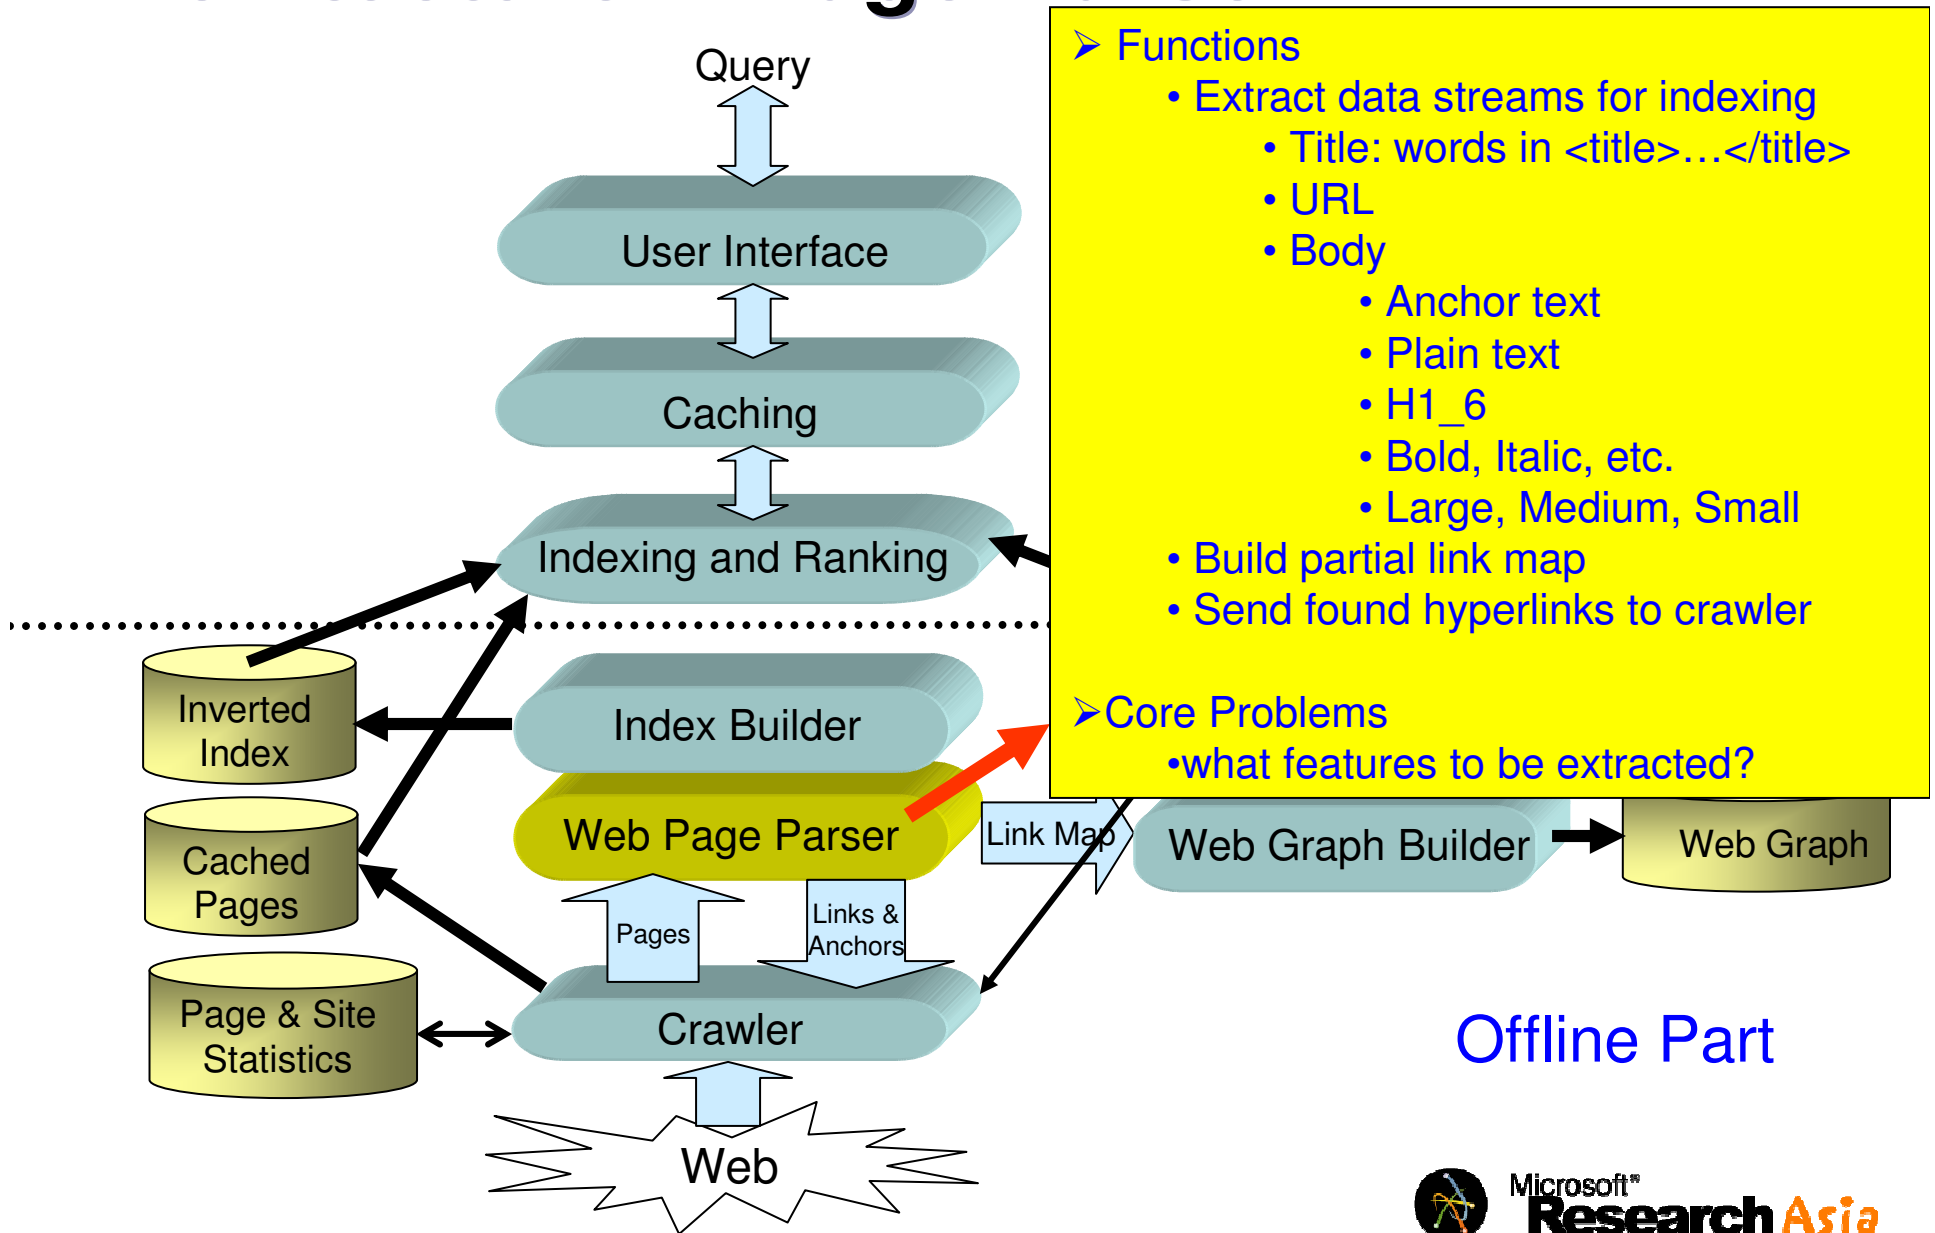 Query
User Interface
Caching
Indexing and Ranking
➢ Functions
• Extract data streams for indexing
• Title: words in <title>…</title>
• URL
• Body
• Anchor text
• Plain text
• H1_6
• Bold, Italic, etc.
• Large, Medium, Small
• Build partial link map
• Send found hyperlinks to crawler
➢Core Problems
•what features to be extracted?
Inverted
Index
Index Builder
Cached
Pages
Web Page Parser
Link Map
Web Graph Builder
Web Graph
Pages
Links &
Anchors
Page & Site
Statistics
Crawler
Offline Part
Web
Microsoft®
Research Asia